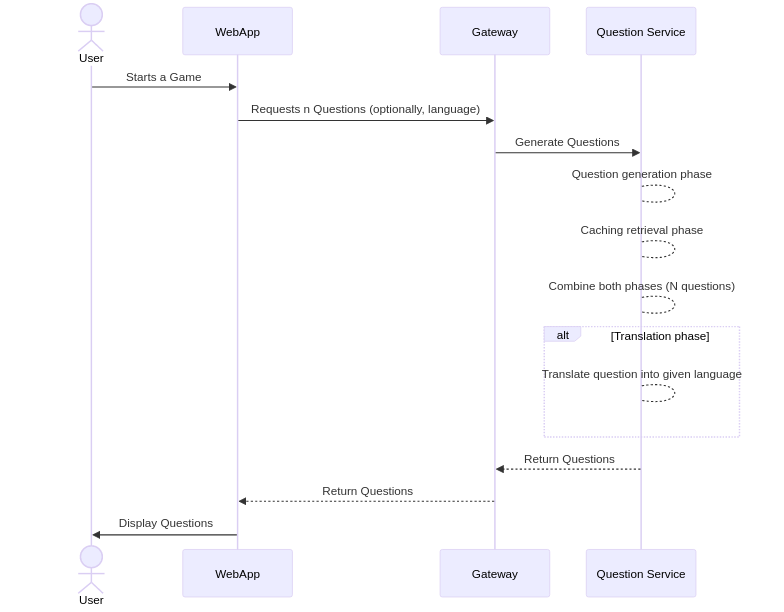 User
WebApp
Gateway
Question Service
Starts a Game
Requests n Questions (optionally, language)
Generate Questions
Question generation phase
Caching retrieval phase
Combine both phases (N questions)
alt
[Translation phase]
Translate question into given language
Return Questions
Return Questions
Display Questions
User
WebApp
Gateway
Question Service